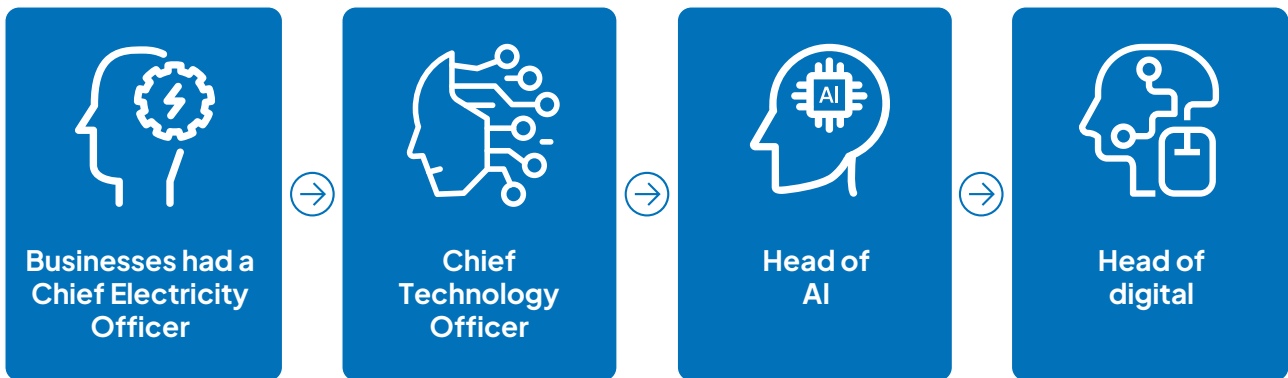 AI
Businesses had a
Chief Electricity
Officer
Chief
Technology
Officer
Head of
AI
Head of
digital